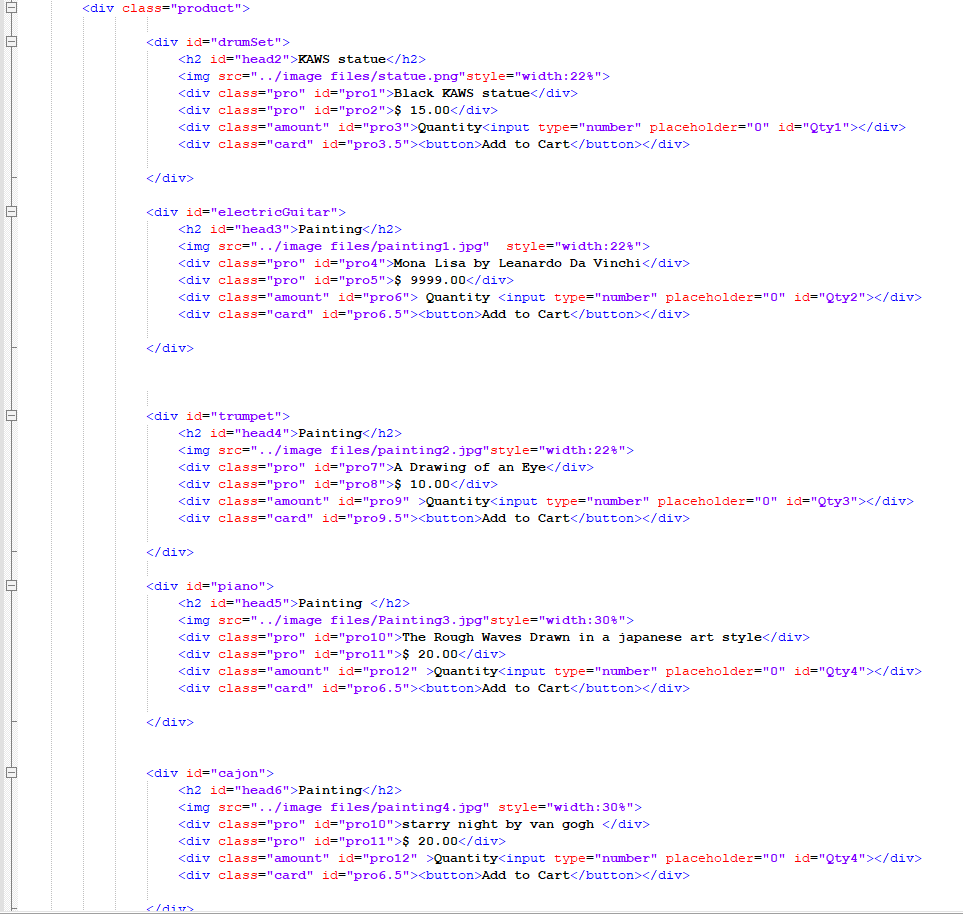 <div class="product">
<div id="drumSet">
<h2 id="head2">KAWS statue</h2>
<img src="../image files/statue.png"style="width:22%">
<div class="pro" id="pro1">Black KAWS statue</div>
<div class="pro" id="pro2">$ 15.00</div>
<div class="amount" id="pro3">Quantity<input type="number" placeholder="0" id="Qty1"></div>
<div class="card" id="pro3.5"><button>Add to Cart</button></div>
</div>
<div id="electricGuitar">
<h2 id="head3">Painting</h2>
<img src="../image files/painting1.jpg"  style="width:22%">
<div class="pro" id="pro4">Mona Lisa by Leanardo Da Vinchi</div>
<div class="pro" id="pro5">$ 9999.00</div>
<div class="amount" id="pro6"> Quantity <input type="number" placeholder="0" id="Qty2"></div>
<div class="card" id="pro6.5"><button>Add to Cart</button></div>
</div>
<div id="trumpet">
<h2 id="head4">Painting</h2>
<img src="../image files/painting2.jpg"style="width:22%">
<div class="pro" id="pro7">A Drawing of an Eye</div>
<div class="pro" id="pro8">$ 10.00</div>
<div class="amount" id="pro9" >Quantity<input type="number" placeholder="0" id="Qty3"></div>
<div class="card" id="pro9.5"><button>Add to Cart</button></div>
</div>
<div id="piano">
<h2 id="head5">Painting </h2>
<img src="../image files/Painting3.jpg"style="width:30%">
<div class="pro" id="pro10">The Rough Waves Drawn in a japanese art style</div>
<div class="pro" id="pro11">$ 20.00</div>
<div class="amount" id="pro12" >Quantity<input type="number" placeholder="0" id="Qty4"></div>
<div class="card" id="pro6.5"><button>Add to Cart</button></div>
</div>
<div id="cajon">
<h2 id="head6">Painting</h2>
<img src="../image files/painting4.jpg" style="width:30%">
<div class="pro" id="pro10">starry night by van gogh </div>
<div class="pro" id="pro11">$ 20.00</div>
<div class="amount" id="pro12" >Quantity<input type="number" placeholder="0" id="Qty4"></div>
<div class="card" id="pro6.5"><button>Add to Cart</button></div>
</div>